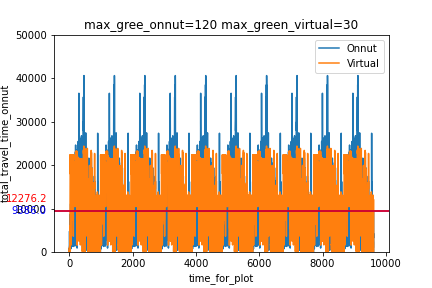 max_gree_onnut=120 max_green_virtual=30
50000
40000
30000
20000
10000
0
12276.2
total_travel_time_onnut
Onnut
Virtual
0
2000
4000
6000
8000
10000
time_for_plot